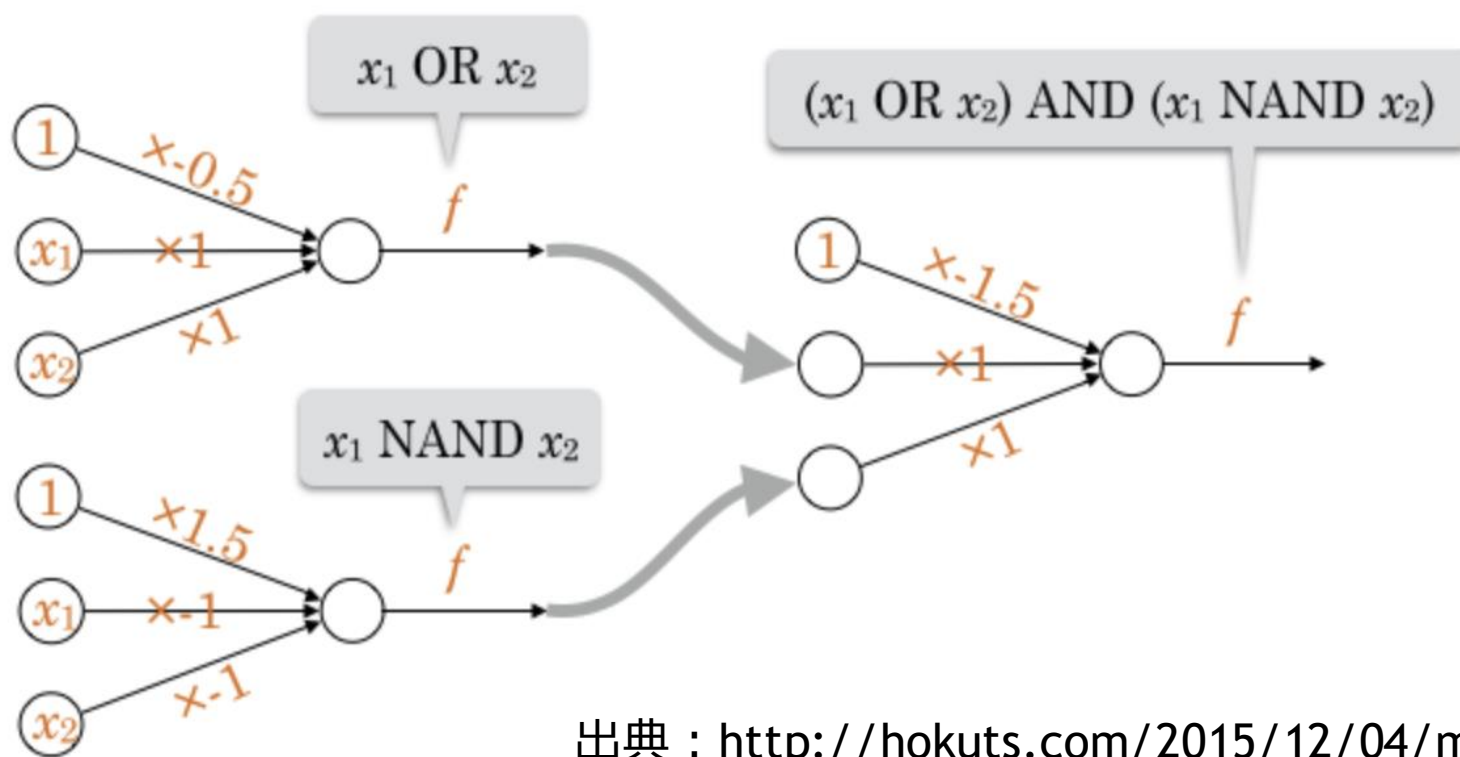 x₁ OR x₂
1
×-0.5
f
x₁
×1
x₂
×1
x₁ NAND x₂
1
×1.5
f
x₁
×-1
x₂
×-1
(x₁ OR x₂) AND (x₁ NAND x₂)
1
×-1.5
f
×1
×1
出典：http://hokuts.com/2015/12/04/m